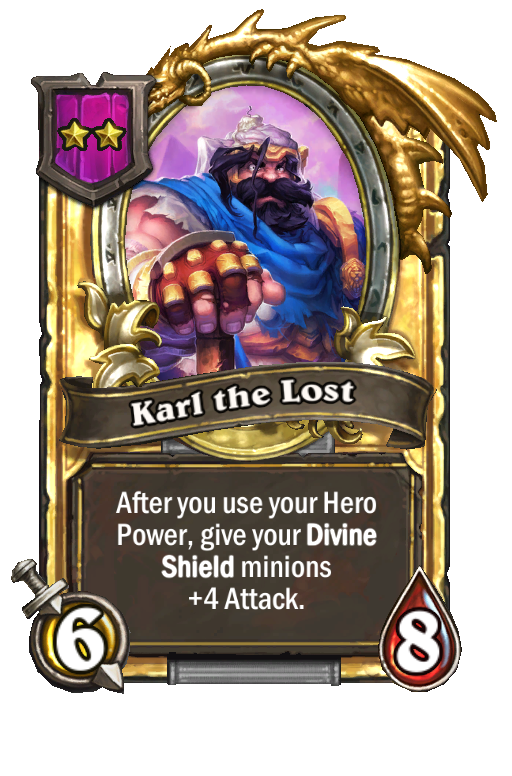 Karl the Lost
After you use your Hero
Power, give your Divine
Shield minions
+4 Attack.
6
8